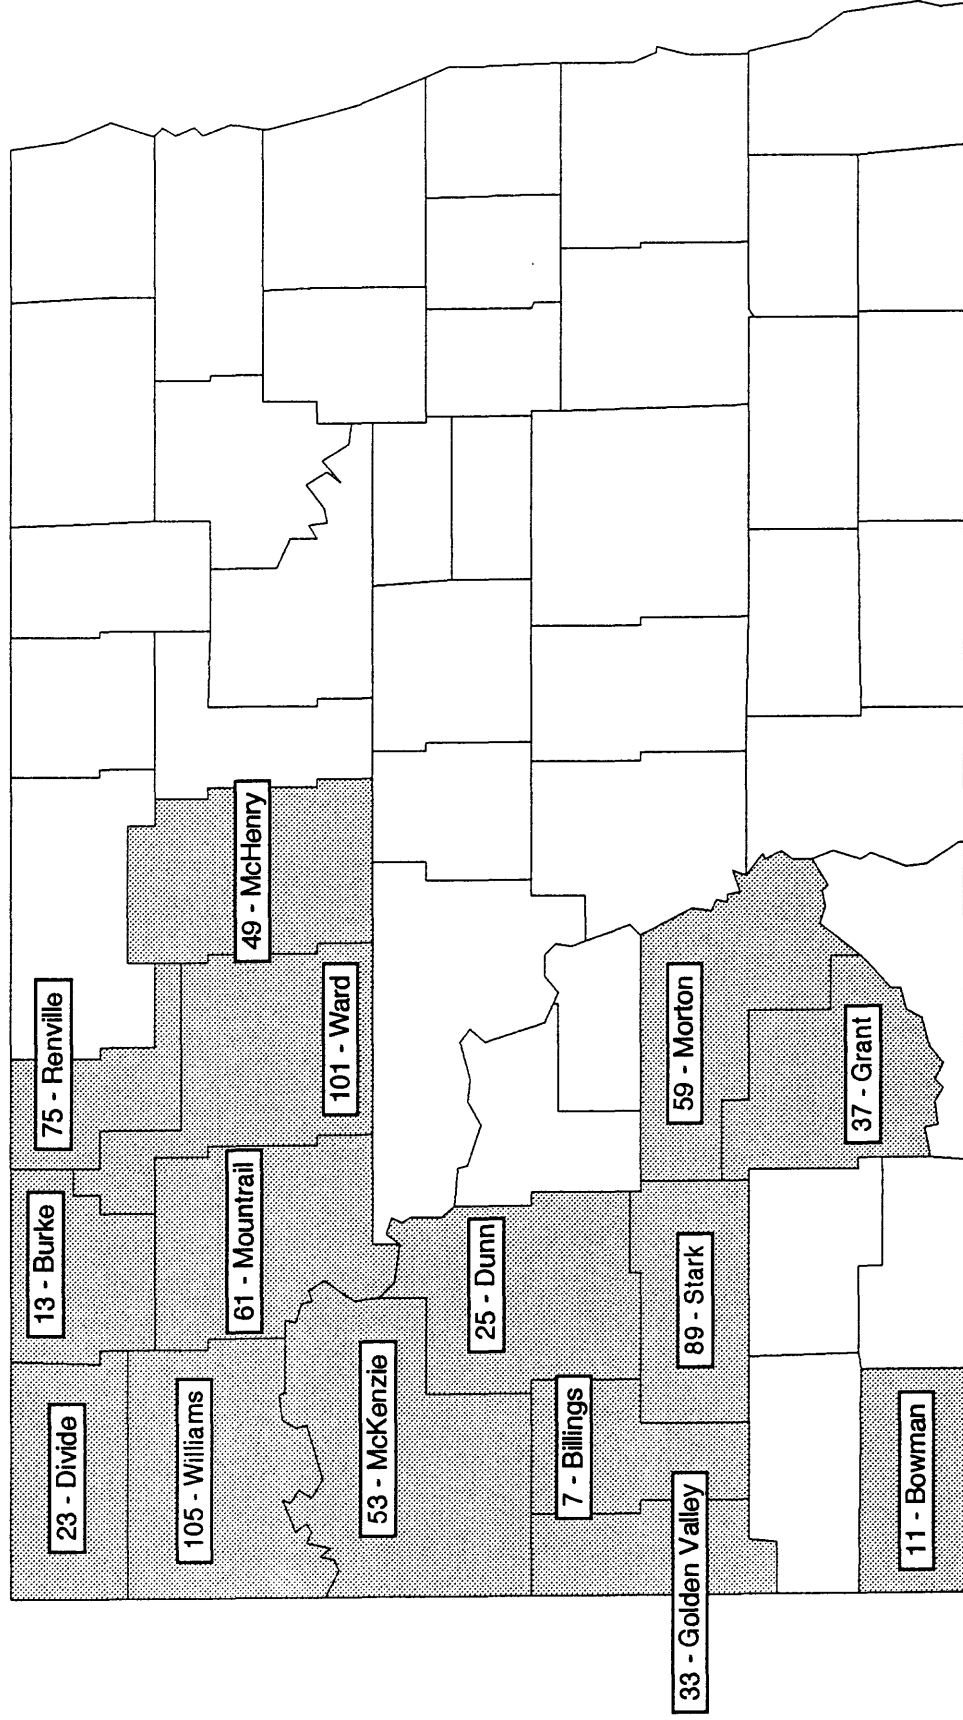 23 - Divide
13 - Burke
75 - Renville
105 - Williams
61 - Mountrail
49 - McHenry
101 - Ward
53 - McKenzie
25 - Dunn
7 - Billings
33 - Golden Valley
89 - Stark
59 - Morton
37 - Grant
11 - Bowman